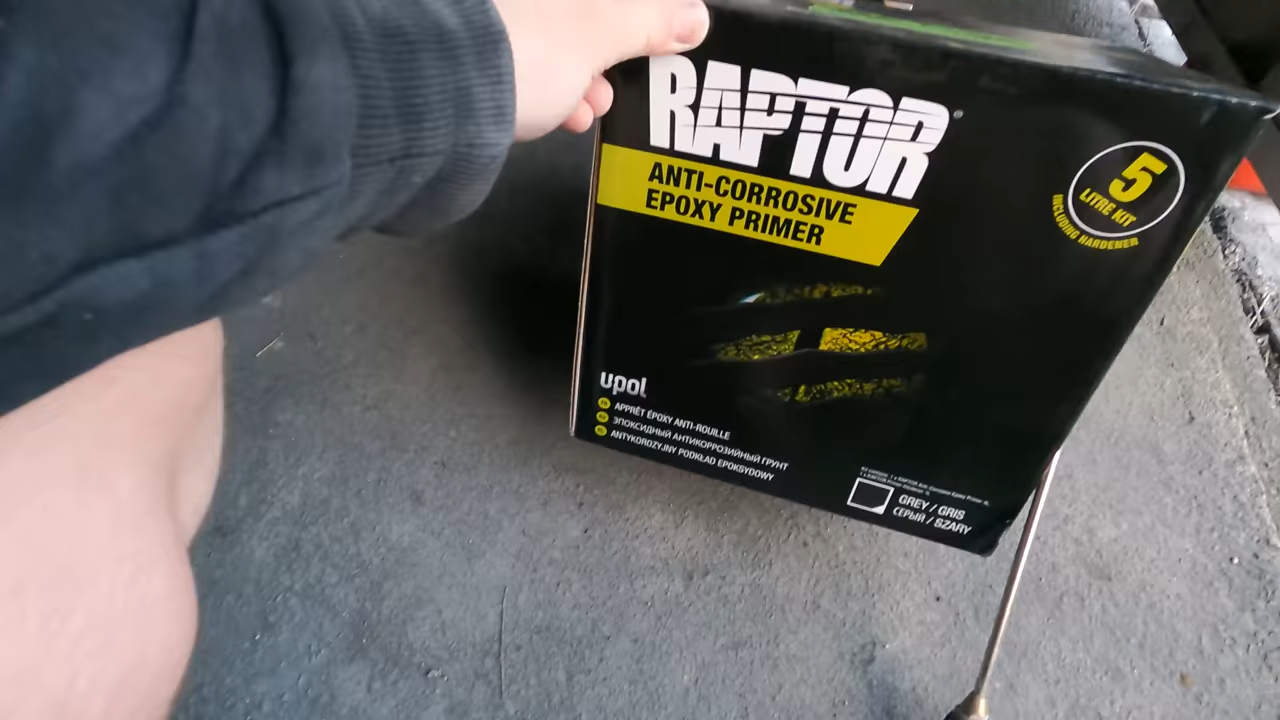 RAPTOR®
ANTI-CORROSIVE
EPOXY PRIMER
5
LITRE KIT
INCLUDING HARDENER
upol
APPRÊT ÉPOXY ANTI-ROUILLE
ЭПОКСИДНЫЙ АНТИКОРРОЗИЙНЫЙ ГРУНТ
ANTYKOROZYJNY PODKŁAD EPOKSYDOWY
GREY / GRIS
СЕРЫЙ / SZARY